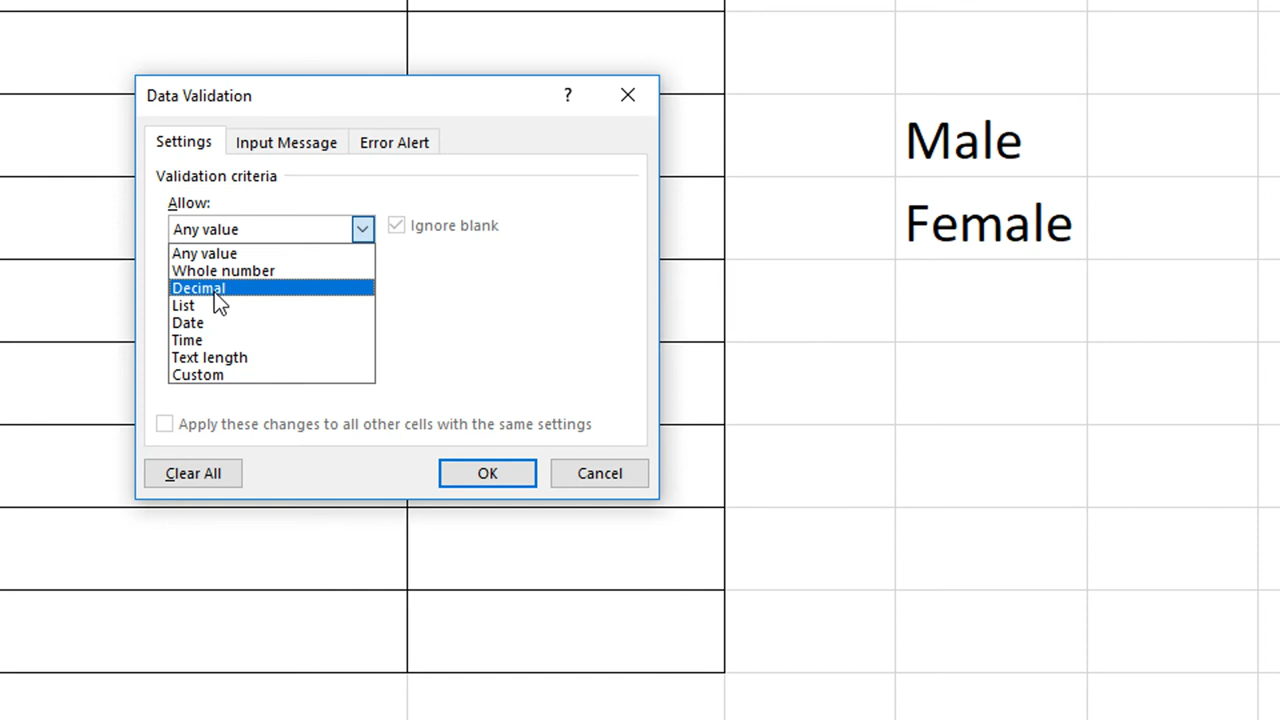 Data Validation
?
Settings
Input Message
Error Alert
Validation criteria
Allow:
Any value
Ignore blank
Any value
Whole number
Decimal
List
Date
Time
Text length
Custom
Apply these changes to all other cells with the same settings
Clear All
OK
Cancel
Male
Female